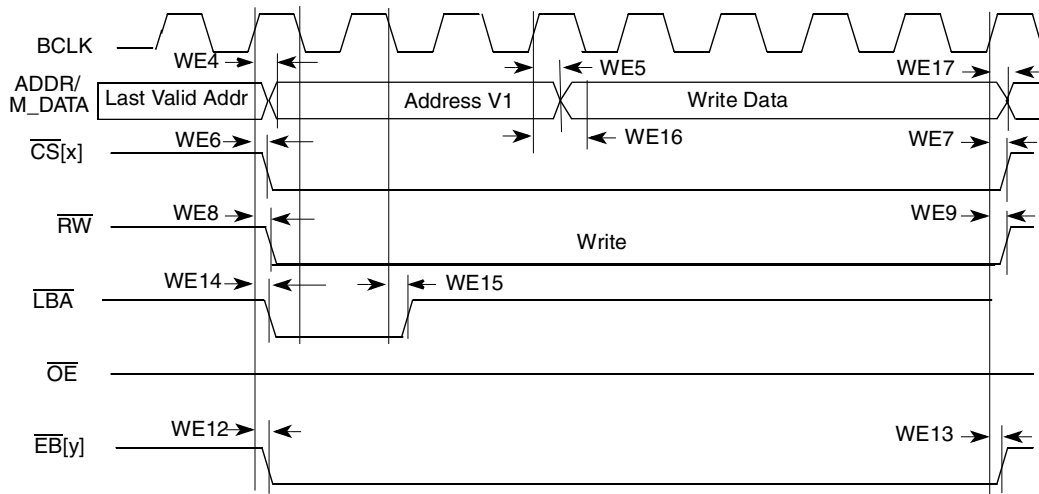 BCLK
WE4
WE5
WE17
ADDR/
M_DATA
Last Valid Addr
Address V1
Write Data
WE6
WE16
WE7
CS[x]
WE8
WE9
RW
Write
WE14
WE15
LBA
OE
WE12
WE13
EB[y]